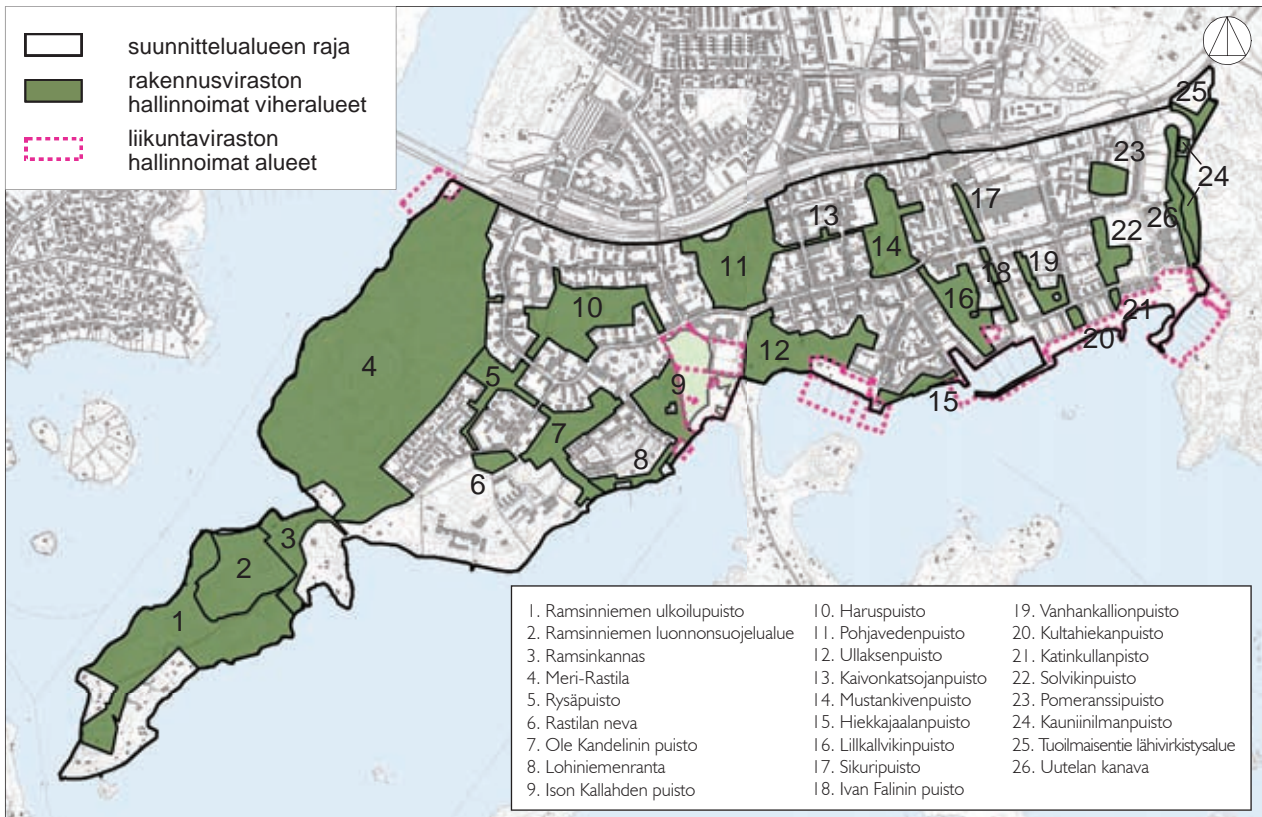 suunnittelualueen raja
rakennusviraston
hallinnoimat viheralueet
liikuntaviraston
hallinnoimat alueet
25
23
24
17
13
26
22
14
19
18
11
16
10
21
12
20
4
5
9
15
7
8
6
3
2
1
1. Ramsinniemen ulkoilupuisto
2. Ramsinniemen luonnonsuojelualue
3. Ramsinkannas
4. Meri-Rastila
5. Rysäpuisto
6. Rastilan neva
7. Ole Kandelinin puisto
8. Lohiniemenranta
9. Ison Kallahden puisto
10. Haruspuisto
11. Pohjavedenpuisto
12. Ullaksenpuisto
13. Kaivonkatsojanpuisto
14. Mustankivenpuisto
15. Hiekkajaalanpuisto
16. Lillkallvikinpuisto
17. Sikuripuisto
18. Ivan Falinin puisto
19. Vanhankallionpuisto
20. Kultahiekanpuisto
21. Katinkullanpisto
22. Solvikinpuisto
23. Pomeranssipuisto
24. Kauniinilmanpuisto
25. Tuoilmaisentie lähivirkistysalue
26. Uutelan kanava